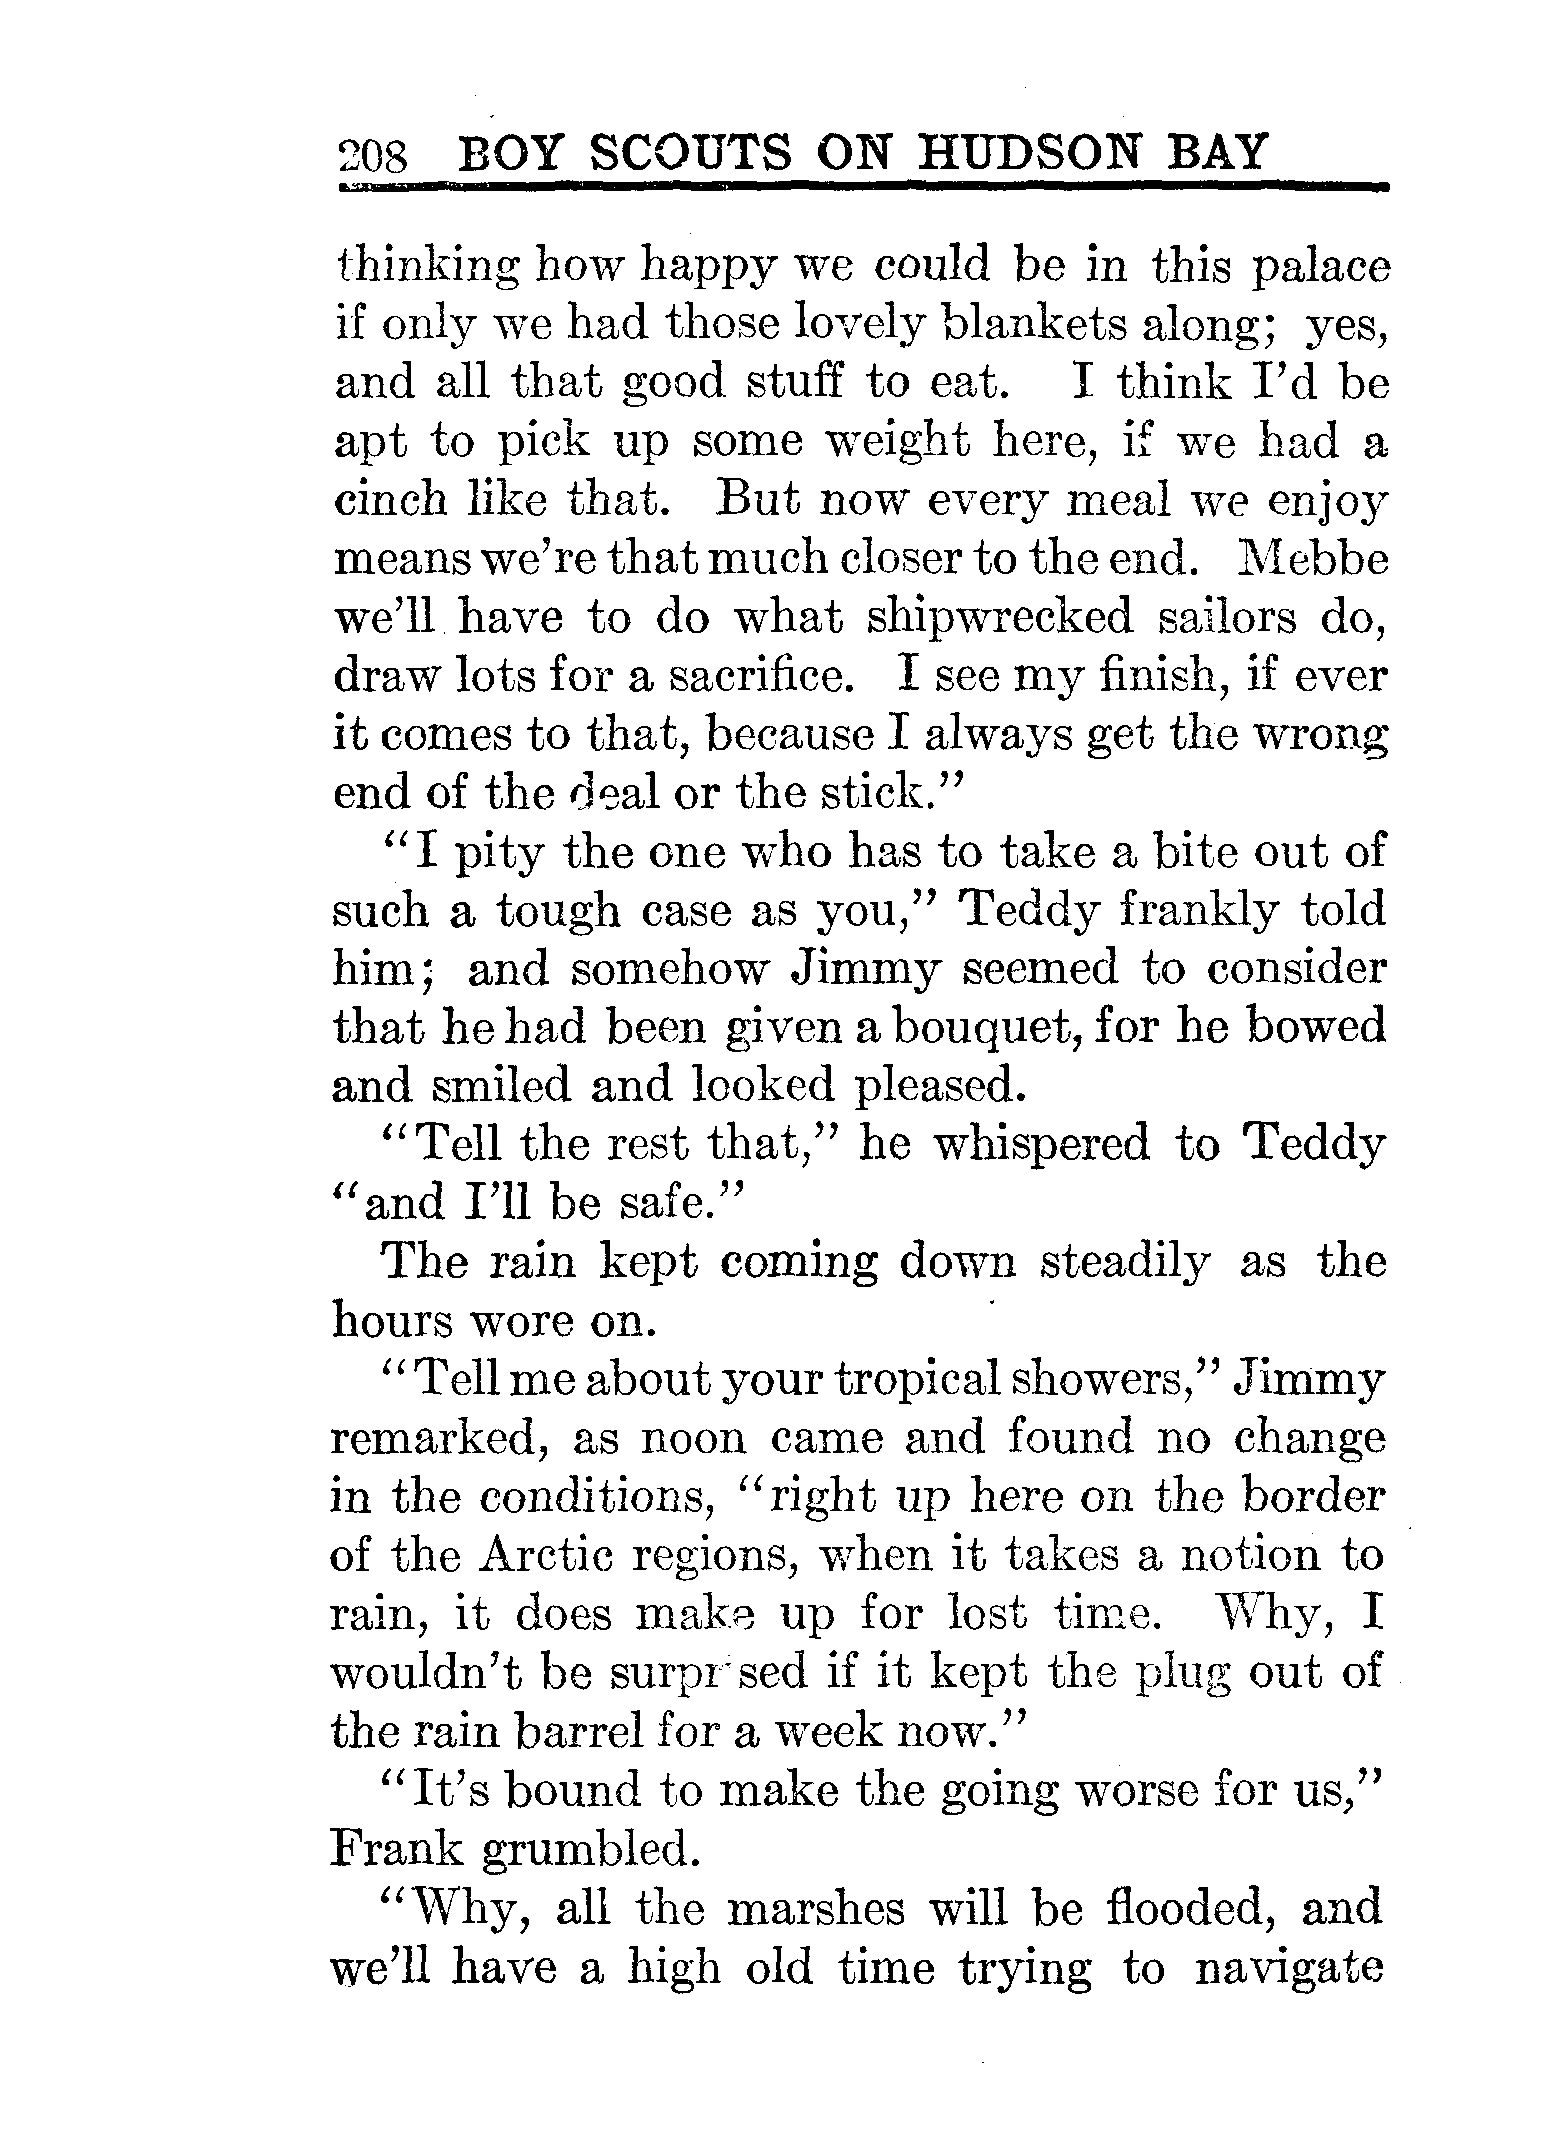 208 BOY SCOUTS ON HUDSON BAY
thinking how happy we could be in this palace
if only we had those lovely blankets along; yes,
and all that good stuff to eat. I think I'd be
apt to pick up some weight here, if we had a
cinch like that. But now every meal we enjoy
means we're that much closer to the end. Mebbe
we'll have to do what shipwrecked sailors do,
draw lots for a sacrifice. I see my finish, if ever
it comes to that, because I always get the wrong
end of the deal or the stick."
"I pity the one who has to take a bite out of
such a tough case as you," Teddy frankly told
him; and somehow Jimmy seemed to consider
that he had been given a bouquet, for he bowed
and smiled and looked pleased.
"Tell the rest that," he whispered to Teddy
"and I'll be safe."
The rain kept coming down steadily as the
hours wore on.
"Tell me about your tropical showers," Jimmy
remarked, as noon came and found no change
in the conditions, "right up here on the border
of the Arctic regions, when it takes a notion to
rain, it does make up for lost time. Why, I
wouldn't be surprised if it kept the plug out of
the rain barrel for a week now."
"It's bound to make the going worse for us,"
Frank grumbled.
"Why, all the marshes will be flooded, and
we'll have a high old time trying to navigate